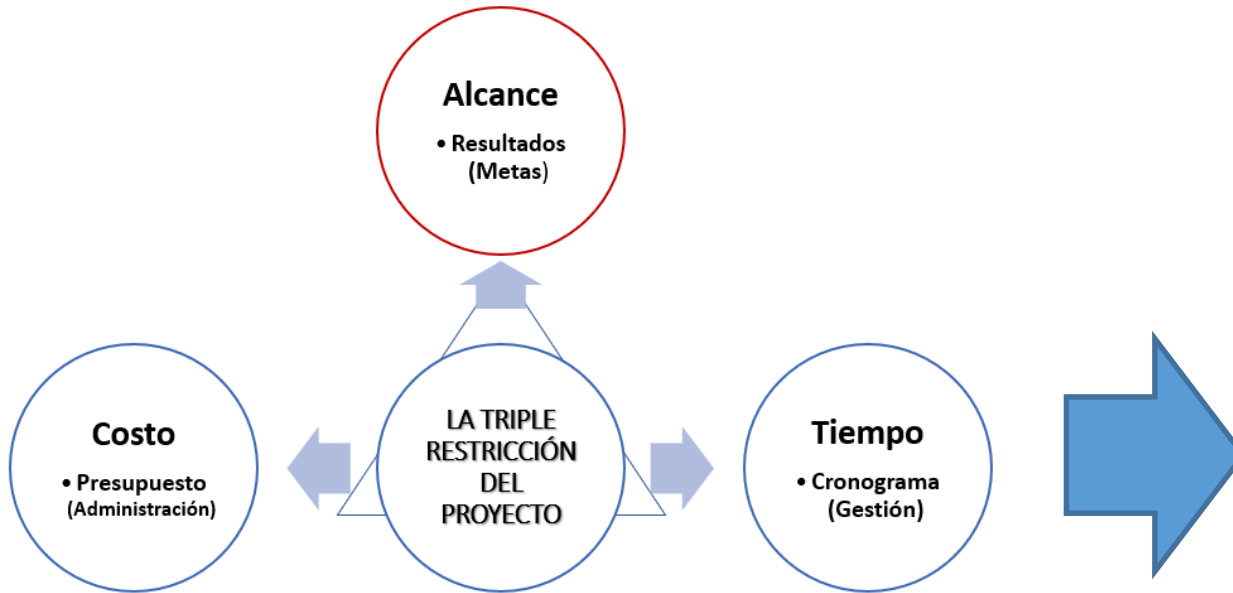 Alcance
• Resultados
(Metas)
Costo
• Presupuesto
(Administración)
LA TRIPLE
RESTRICCIÓN
DEL
PROYECTO
Tiempo
• Cronograma
(Gestión)